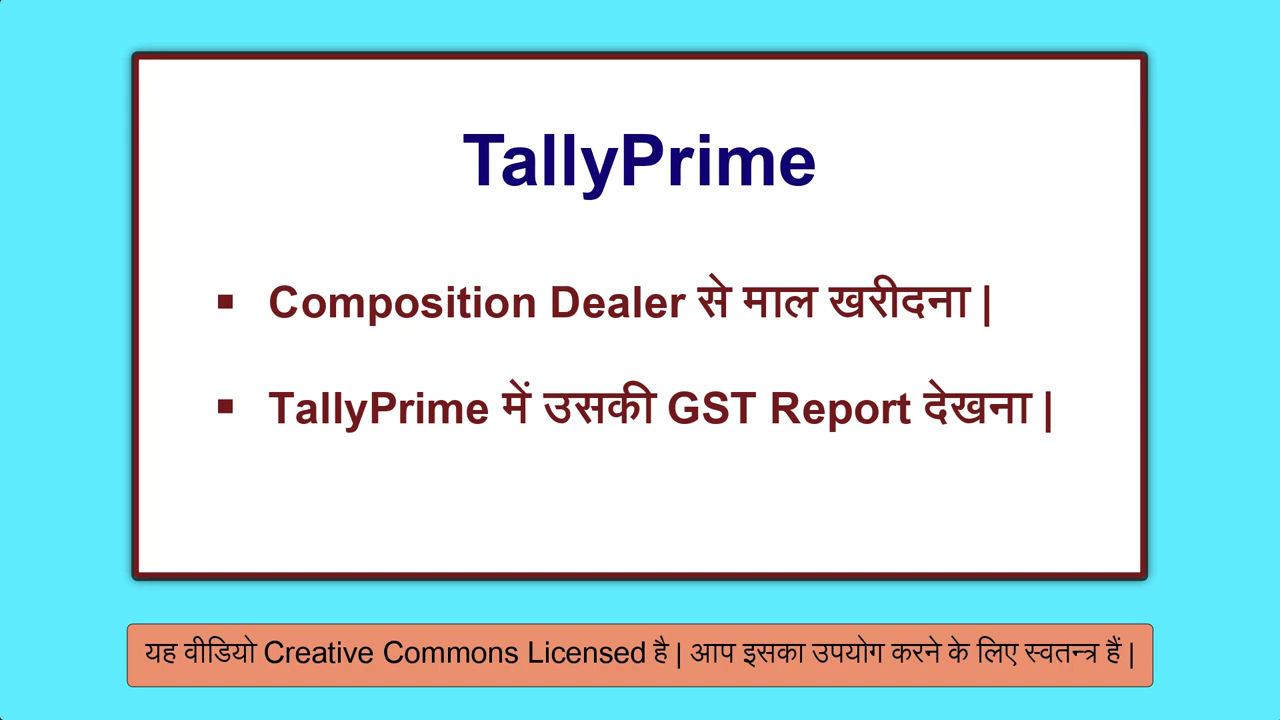 TallyPrime
▪ Composition Dealer से माल खरीदना |
▪ TallyPrime में उसकी GST Report देखना |
यह वीडियो Creative Commons Licensed है | आप इसका उपयोग करने के लिए स्वतन्त्र हैं |